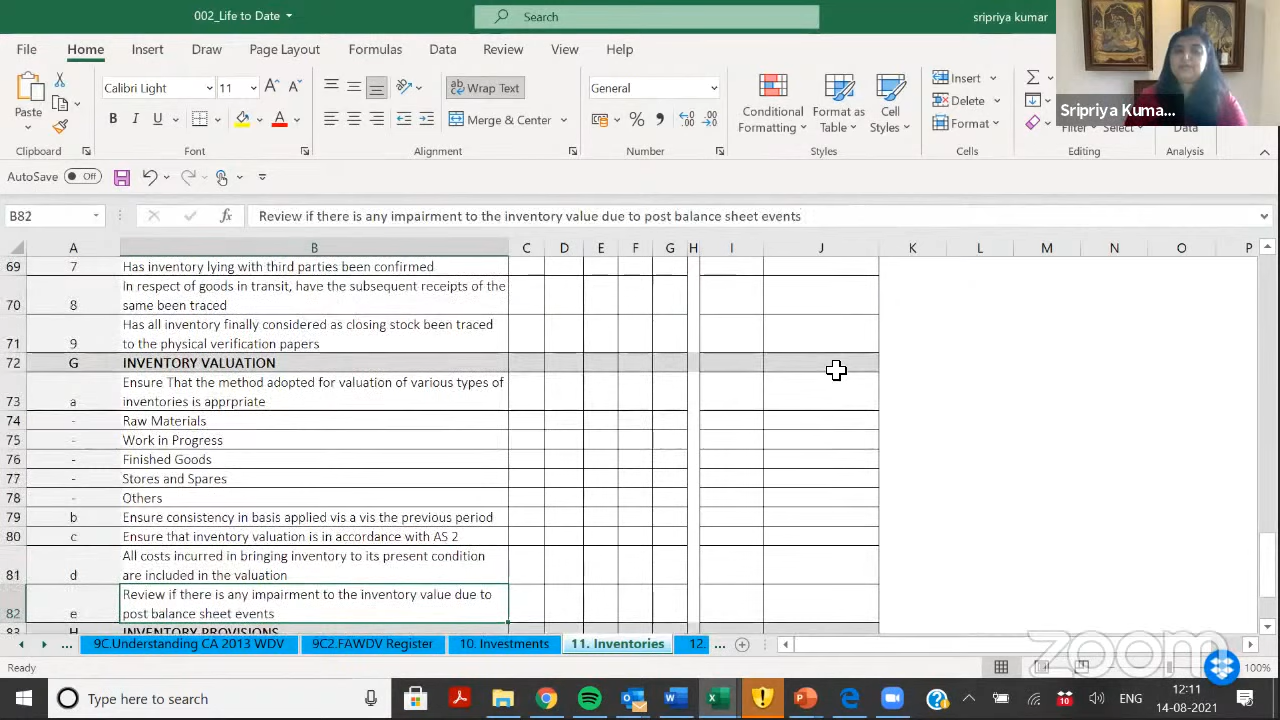 002_Life to Date
Search
sripriya kumar
File Home Insert Draw Page Layout Formulas Data Review View Help
Paste
Calibri Light 11
B I U
Wrap Text
Merge & Center
General
Conditional Formatting
Format as Table
Cell Styles
Insert
Delete
Format
Filter
Data
Clipboard Font Alignment Number Styles Cells Editing Analysis
Sripriya Kuma...
AutoSave Off
B82 fx Review if there is any impairment to the inventory value due to post balance sheet events
A B C D E F G H I J K L M N O P
69 7 Has inventory lying with third parties been confirmed
In respect of goods in transit, have the subsequent receipts of the
70 8 same been traced
Has all inventory finally considered as closing stock been traced
71 9 to the physical verification papers
72 G INVENTORY VALUATION
Ensure That the method adopted for valuation of various types of
73 a inventories is apprpriate
74 - Raw Materials
75 - Work in Progress
76 - Finished Goods
77 - Stores and Spares
78 - Others
79 b Ensure consistency in basis applied vis a vis the previous period
80 c Ensure that inventory valuation is in accordance with AS 2
All costs incurred in bringing inventory to its present condition
81 d are included in the valuation
Review if there is any impairment to the inventory value due to
82 e post balance sheet events
83 H INVENTORY PROVISIONS
... 9C.Understanding CA 2013 WDV 9C2.FAWDV Register 10. Investments 11. Inventories 12. ...
Ready
100%
zoom
Type here to search
10
ENG
12:11
14-08-2021